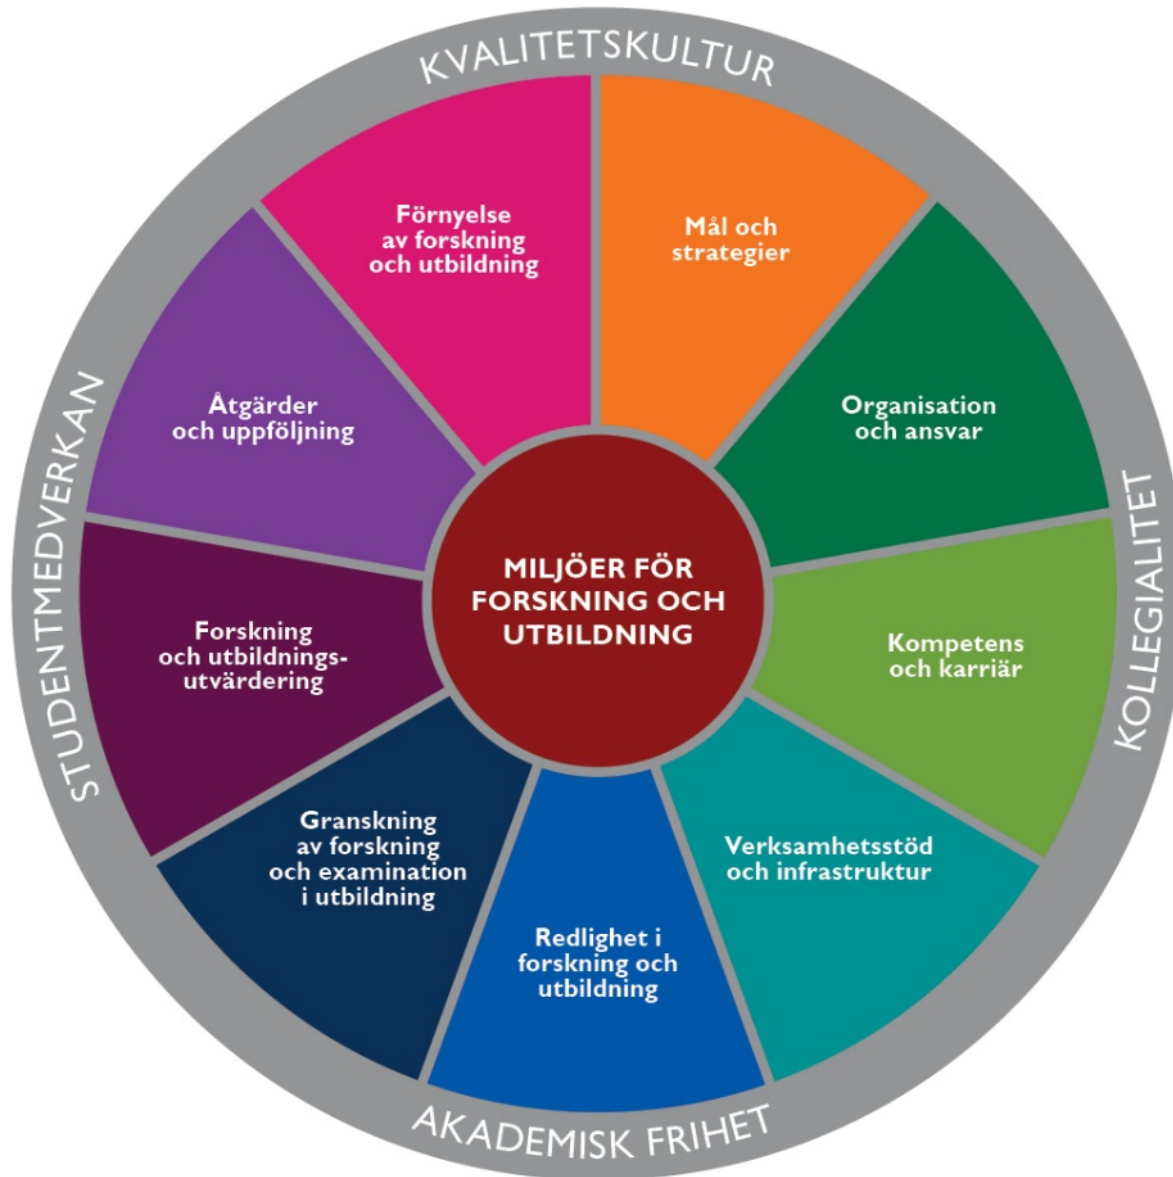 KVALITETSKULTUR
Mål och
strategier
Organisation
och ansvar
Kompetens
och karriär
Verksamhetsstöd
och infrastruktur
Redlighet i
forskning och
utbildning
Granskning
av forskning
och examination
i utbildning
Forskning
och utbildnings-
utvärdering
Åtgärder
och uppföljning
Förnyelse
av forskning
och utbildning
MILJÖER FÖR
FORSKNING OCH
UTBILDNING
KOLLEGIALITET
AKADEMISK FRIHET
STUDENTMEDVERKAN